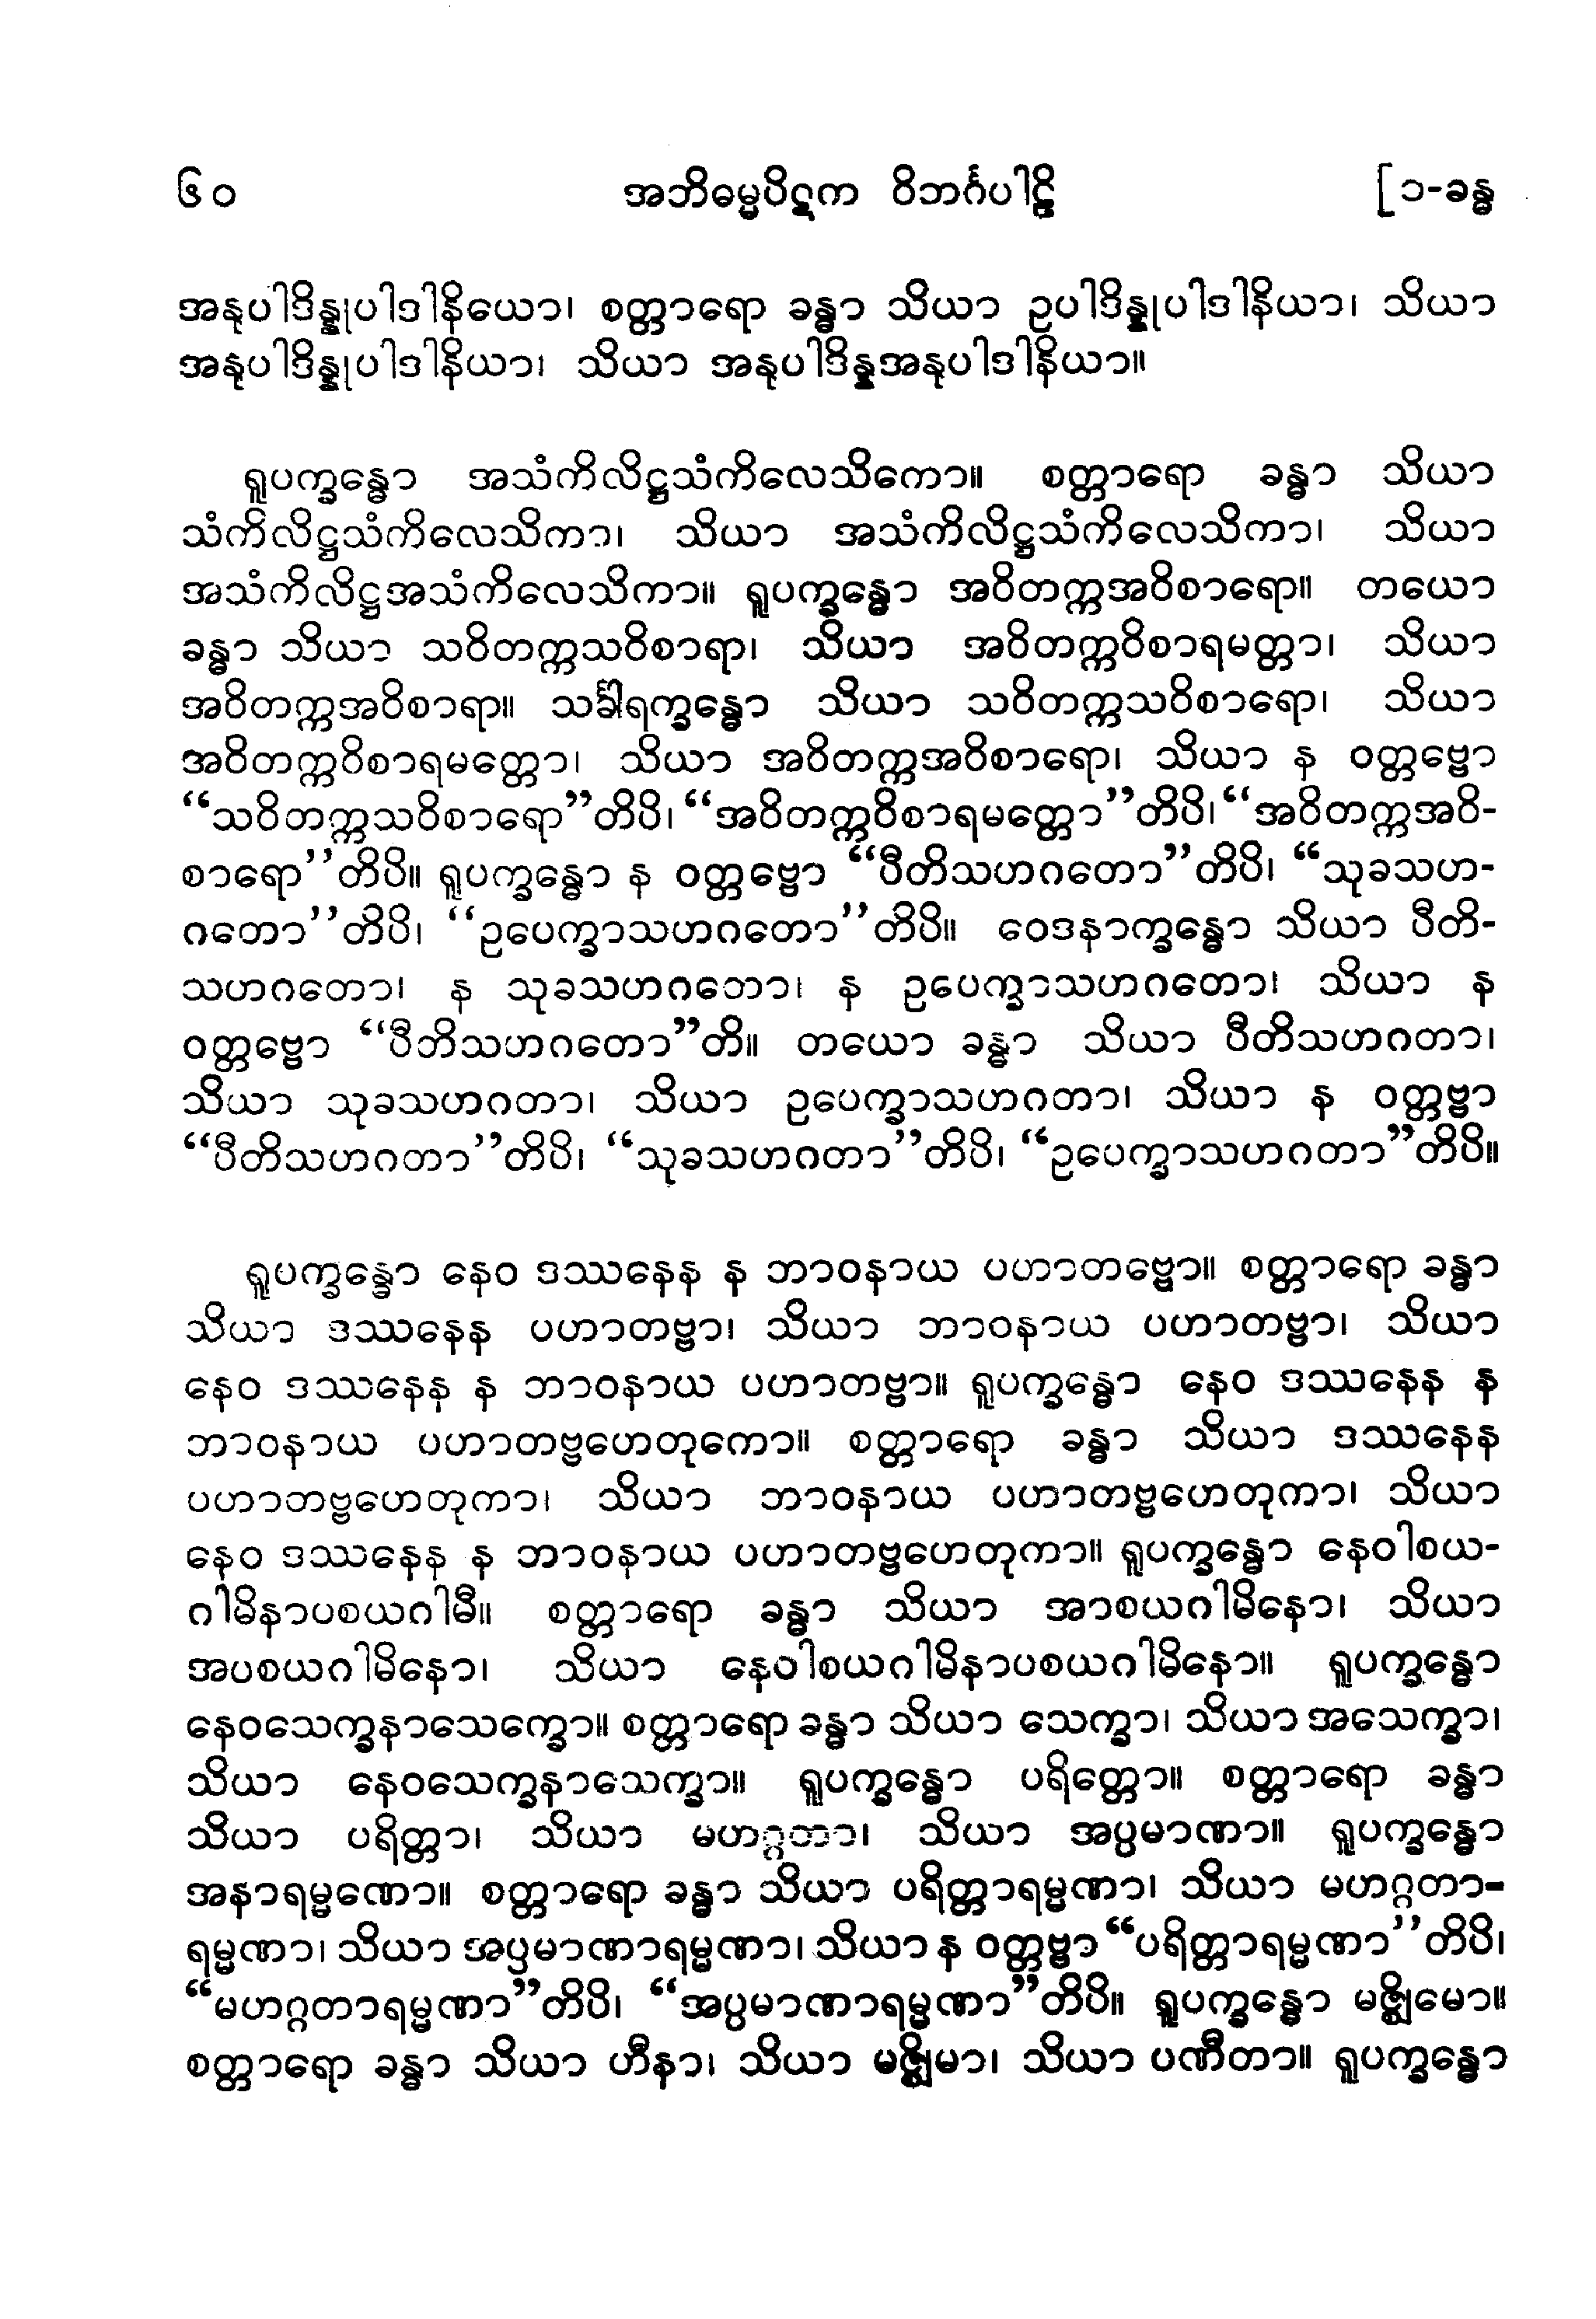 ၆၀ အဘိဓမ္မပိဋက ဝိဘင်္ဂပါဠိ [၁-ခန္ဓ
အနုပါဒိန္နုပါဒါနိယော၊ စတ္တာရော ခန္ဓာ သိယာ ဥပါဒိန္နုပါဒါနိယာ၊ သိယာ
အနုပါဒိန္နုပါဒါနိယာ၊ သိယာ အနုပါဒိန္နအနုပါဒါနိယာ။
ရူပက္ခန္ဓော အသံကိလိဋ္ဌသံကိလေသိကော။ စတ္တာရော ခန္ဓာ သိယာ
သံကိလိဋ္ဌသံကိလေသိကာ၊ သိယာ အသံကိလိဋ္ဌသံကိလေသိကာ၊ သိယာ
အသံကိလိဋ္ဌအသံကိလေသိကာ။ ရူပက္ခန္ဓော အဝိတက္ကအဝိစာရော။ တယော
ခန္ဓာ သိယာ သဝိတက္ကသဝိစာရာ၊ သိယာ အဝိတက္ကဝိစာရမတ္တာ၊ သိယာ
အဝိတက္ကအဝိစာရာ။ သင်္ခါရက္ခန္ဓော သိယာ သဝိတက္ကသဝိစာရော၊ သိယာ
အဝိတက္ကဝိစာရမတ္တော၊ သိယာ အဝိတက္ကအဝိစာရော၊ သိယာ န ဝတ္တဗ္ဗော
“သဝိတက္ကသဝိစာရော”တိပိ၊ “အဝိတက္ကဝိစာရမတ္တော”တိပိ၊ “အဝိတက္ကအဝိ-
စာရော”တိပိ။ ရူပက္ခန္ဓော န ဝတ္တဗ္ဗော “ပီတိသဟဂတော”တိပိ၊ “သုခသဟ-
ဂတော”တိပိ၊ “ဥပေက္ခာသဟဂတော”တိပိ။ ဝေဒနာက္ခန္ဓော သိယာ ပီတိ-
သဟဂတော၊ န သုခသဟဂတော၊ န ဥပေက္ခာသဟဂတော၊ သိယာ န
ဝတ္တဗ္ဗော “ပီတိသဟဂတော”တိ။ တယော ခန္ဓာ သိယာ ပီတိသဟဂတာ၊
သိယာ သုခသဟဂတာ၊ သိယာ ဥပေက္ခာသဟဂတာ၊ သိယာ န ဝတ္တဗ္ဗာ
“ပီတိသဟဂတာ”တိပိ၊ “သုခသဟဂတာ”တိပိ၊ “ဥပေက္ခာသဟဂတာ”တိပိ။
ရူပက္ခန္ဓော နေဝ ဒဿနေန န ဘာဝနာယ ပဟာတဗ္ဗော။ စတ္တာရော ခန္ဓာ
သိယာ ဒဿနေန ပဟာတဗ္ဗာ၊ သိယာ ဘာဝနာယ ပဟာတဗ္ဗာ၊ သိယာ
နေဝ ဒဿနေန န ဘာဝနာယ ပဟာတဗ္ဗာ။ ရူပက္ခန္ဓော နေဝ ဒဿနေန န
ဘာဝနာယ ပဟာတဗ္ဗဟေတုကော။ စတ္တာရော ခန္ဓာ သိယာ ဒဿနေန
ပဟာတဗ္ဗဟေတုကာ၊ သိယာ ဘာဝနာယ ပဟာတဗ္ဗဟေတုကာ၊ သိယာ
နေဝ ဒဿနေန န ဘာဝနာယ ပဟာတဗ္ဗဟေတုကာ။ ရူပက္ခန္ဓော နေဝါစယ-
ဂါမိနာပစယဂါမီ။ စတ္တာရော ခန္ဓာ သိယာ အာစယဂါမိနော၊ သိယာ
အပစယဂါမိနော၊ သိယာ နေဝါစယဂါမိနာပစယဂါမိနော။ ရူပက္ခန္ဓော
နေဝသေက္ခနာသေက္ခော။ စတ္တာရော ခန္ဓာ သိယာ သေက္ခာ၊ သိယာ အသေက္ခာ၊
သိယာ နေဝသေက္ခနာသေက္ခာ။ ရူပက္ခန္ဓော ပရိတ္တော။ စတ္တာရော ခန္ဓာ
သိယာ ပရိတ္တာ၊ သိယာ မဟဂ္ဂတာ၊ သိယာ အပ္ပမာဏာ။ ရူပက္ခန္ဓော
အနာရမ္မဏော။ စတ္တာရော ခန္ဓာ သိယာ ပရိတ္တာရမ္မဏာ၊ သိယာ မဟဂ္ဂတာ-
ရမ္မဏာ၊ သိယာ အပ္ပမာဏာရမ္မဏာ၊ သိယာ န ဝတ္တဗ္ဗာ “ပရိတ္တာရမ္မဏာ”တိပိ၊
“မဟဂ္ဂတာရမ္မဏာ”တိပိ၊ “အပ္ပမာဏာရမ္မဏာ”တိပိ။ ရူပက္ခန္ဓော မဇ္ဈိမော။
စတ္တာရော ခန္ဓာ သိယာ ဟီနာ၊ သိယာ မဇ္ဈိမာ၊ သိယာ ပဏီတာ။ ရူပက္ခန္ဓော